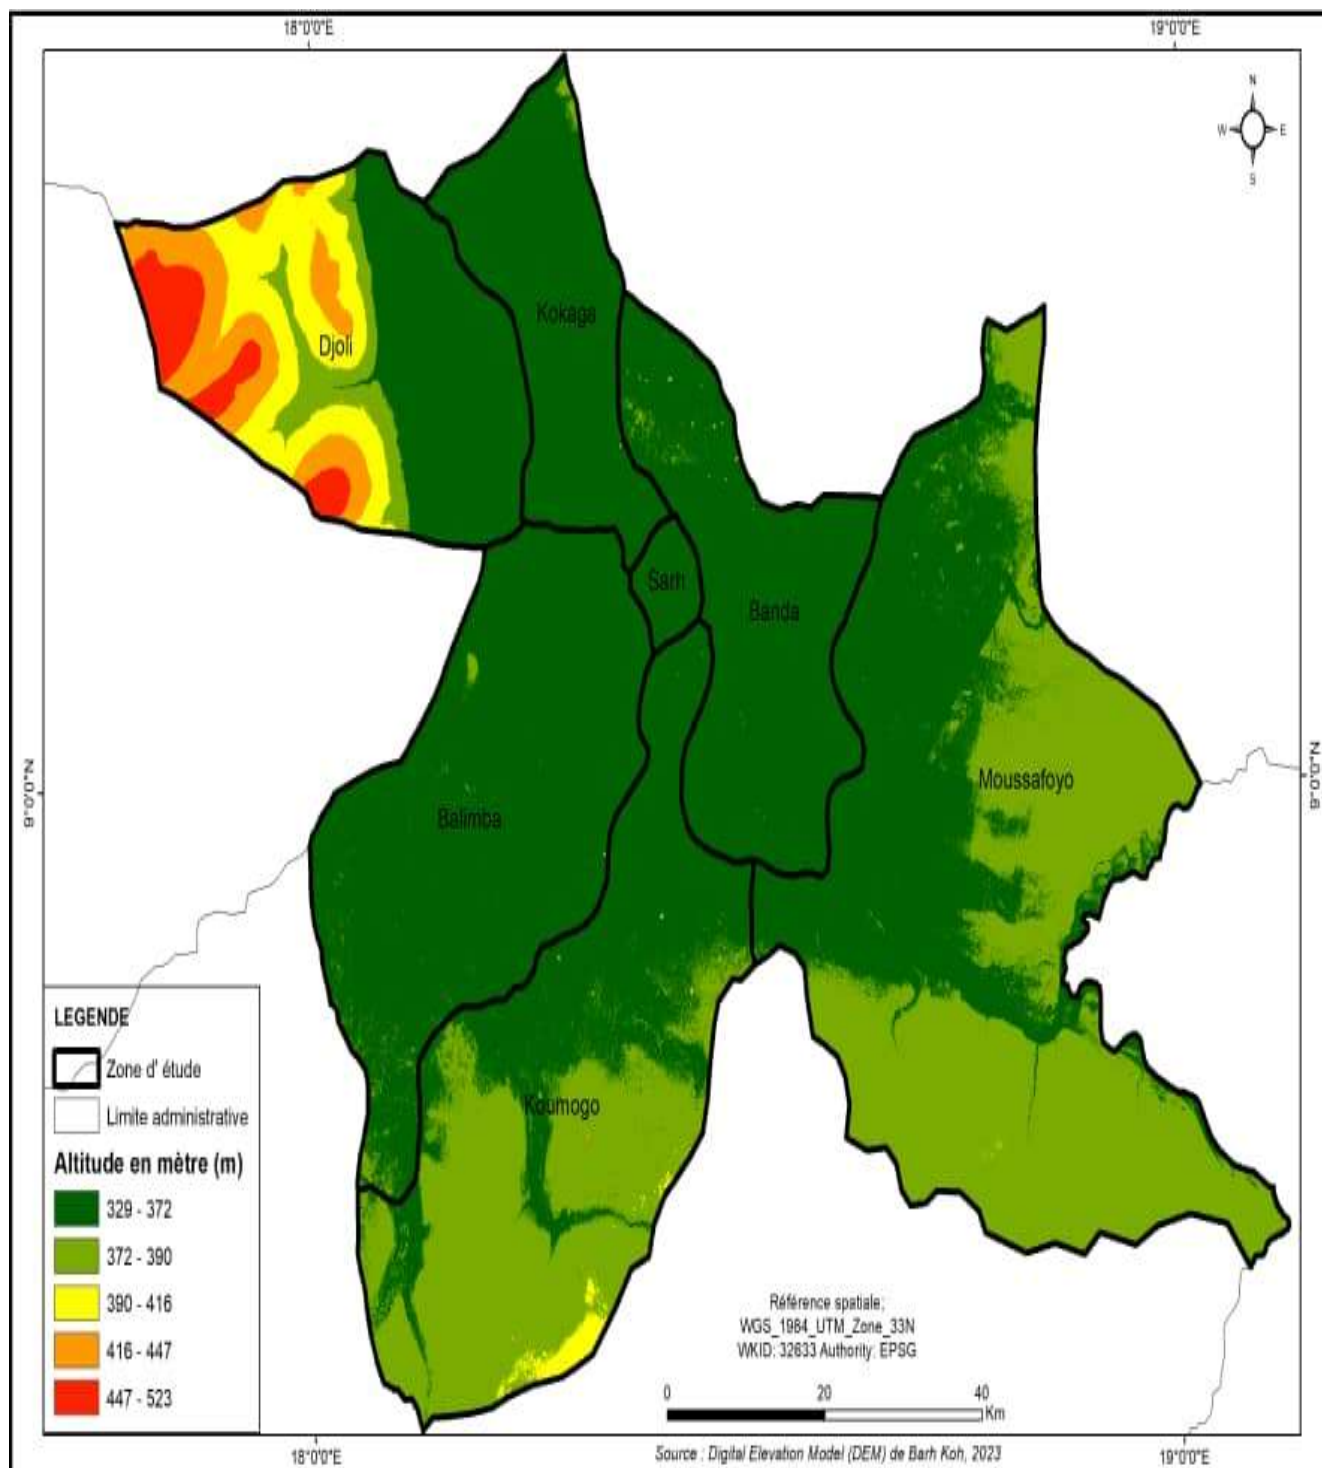 18°0'0"E
19°0'0"E
N
W
E
S
Kokaga
Djoli
Sarh
Banda
Moussafoyo
Balimba
Koumogo
9°0'0"N
9°0'0"N
LEGENDE
Zone d' étude
Limite administrative
Altitude en mètre (m)
329 - 372
372 - 390
390 - 416
416 - 447
447 - 523
Référence spatiale;
WGS_1984_UTM_Zone_33N
WKID: 32633 Authority: EPSG
0 20 40
Km
18°0'0"E
Source : Digital Elevation Model (DEM) de Barh Koh, 2023
19°0'0"E